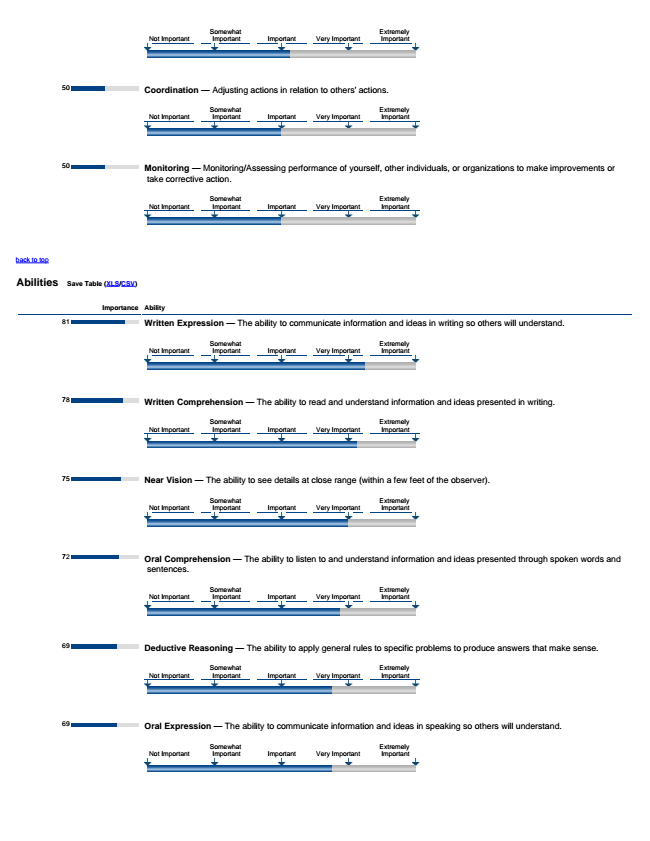 Somewhat Extremely
Not Important Important Important Very Important Important
50 Coordination — Adjusting actions in relation to others' actions.
Somewhat Extremely
Not Important Important Important Very Important Important
50 Monitoring — Monitoring/Assessing performance of yourself, other individuals, or organizations to make improvements or
take corrective action.
Somewhat Extremely
Not Important Important Important Very Important Important
back to top
Abilities Save Table (XLS/CSV)
Importance Ability
81 Written Expression — The ability to communicate information and ideas in writing so others will understand.
Somewhat Extremely
Not Important Important Important Very Important Important
78 Written Comprehension — The ability to read and understand information and ideas presented in writing.
Somewhat Extremely
Not Important Important Important Very Important Important
75 Near Vision — The ability to see details at close range (within a few feet of the observer).
Somewhat Extremely
Not Important Important Important Very Important Important
72 Oral Comprehension — The ability to listen to and understand information and ideas presented through spoken words and
sentences.
Somewhat Extremely
Not Important Important Important Very Important Important
69 Deductive Reasoning — The ability to apply general rules to specific problems to produce answers that make sense.
Somewhat Extremely
Not Important Important Important Very Important Important
69 Oral Expression — The ability to communicate information and ideas in speaking so others will understand.
Somewhat Extremely
Not Important Important Important Very Important Important